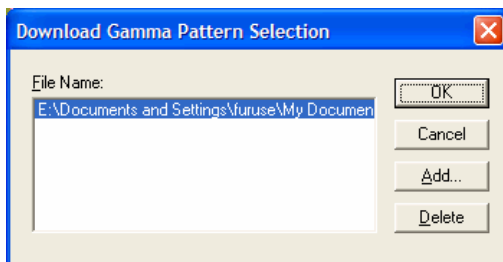 Download Gamma Pattern Selection
File Name:
E:\Documents and Settings\furuse\My Documen
OK
Cancel
Add...
Delete